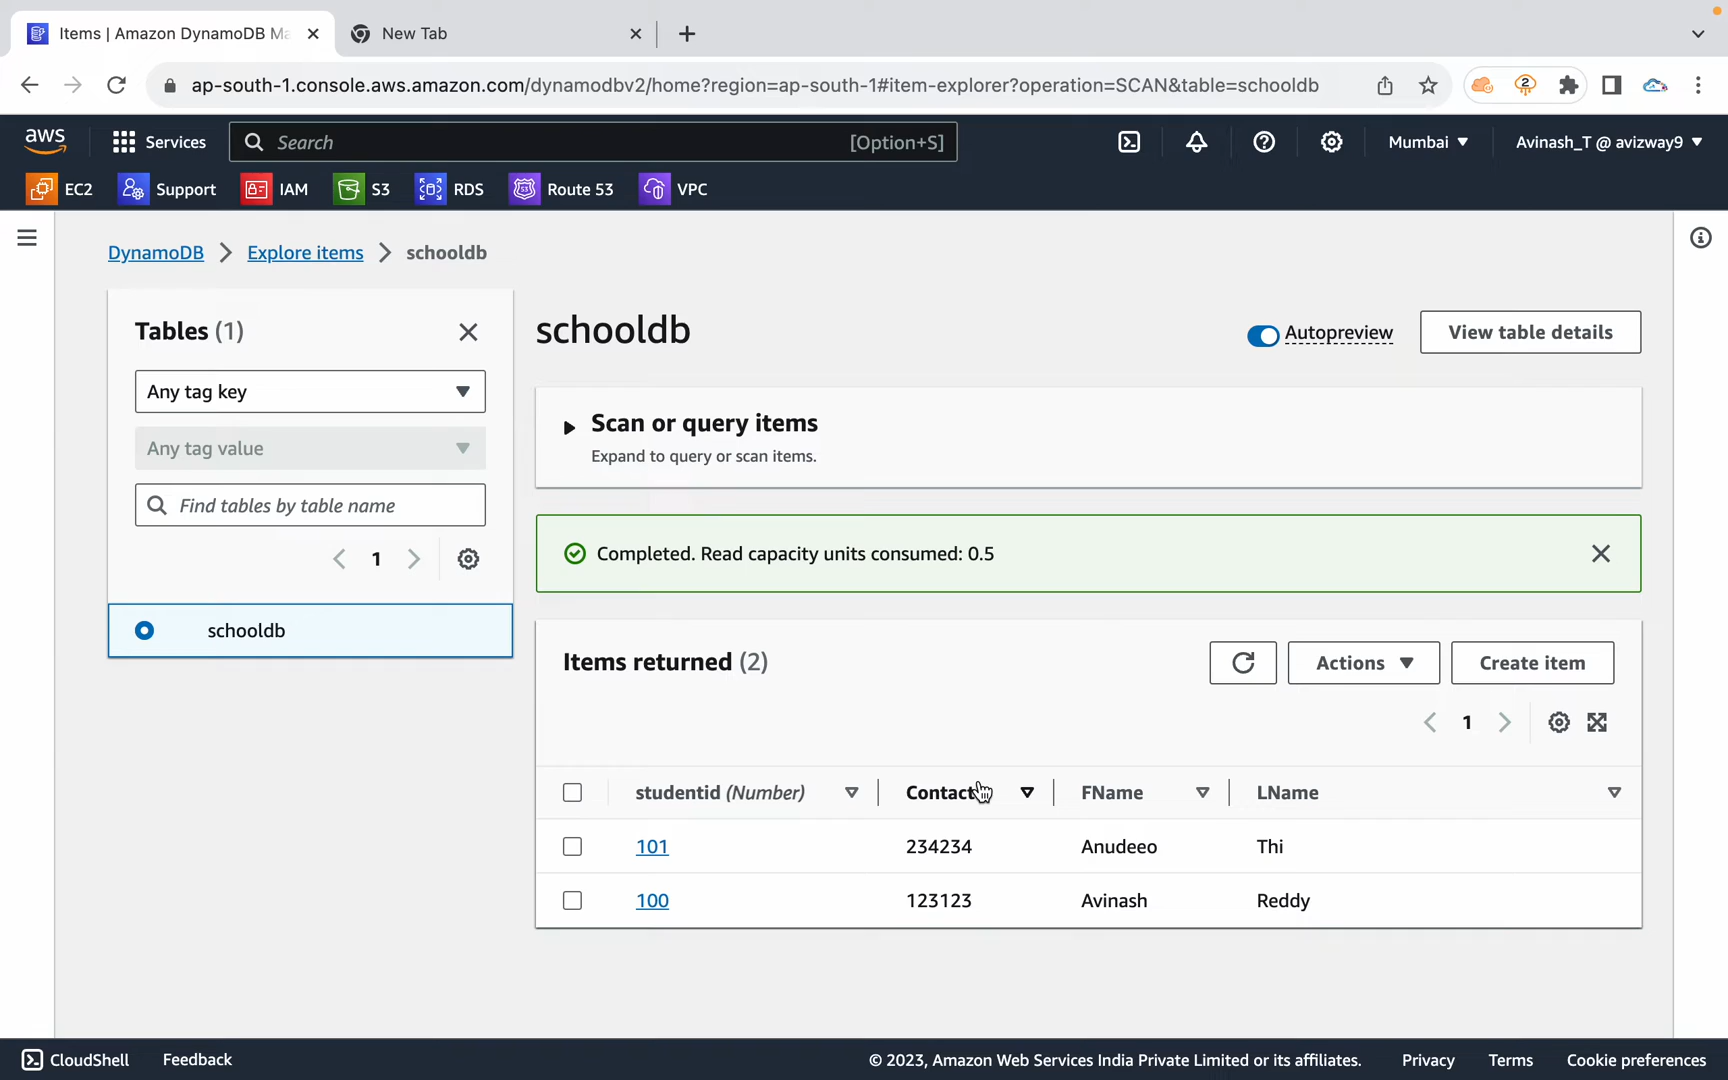 Items | Amazon DynamoDB Ma
New Tab
ap-south-1.console.aws.amazon.com/dynamodbv2/home?region=ap-south-1#item-explorer?operation=SCAN&table=schooldb
2
aws
Services
Search
[Option+S]
Mumbai
Avinash_T @ avizway9
EC2
Support
IAM
S3
RDS
Route 53
VPC
DynamoDB
Explore items
schooldb
Tables (1)
Any tag key
Any tag value
Find tables by table name
1
schooldb
schooldb
Autopreview
View table details
Scan or query items
Expand to query or scan items.
Completed. Read capacity units consumed: 0.5
Items returned (2)
Actions
Create item
1
studentid (Number)
Contact
FName
LName
101
234234
Anudeeo
Thi
100
123123
Avinash
Reddy
CloudShell
Feedback
© 2023, Amazon Web Services India Private Limited or its affiliates.
Privacy
Terms
Cookie preferences